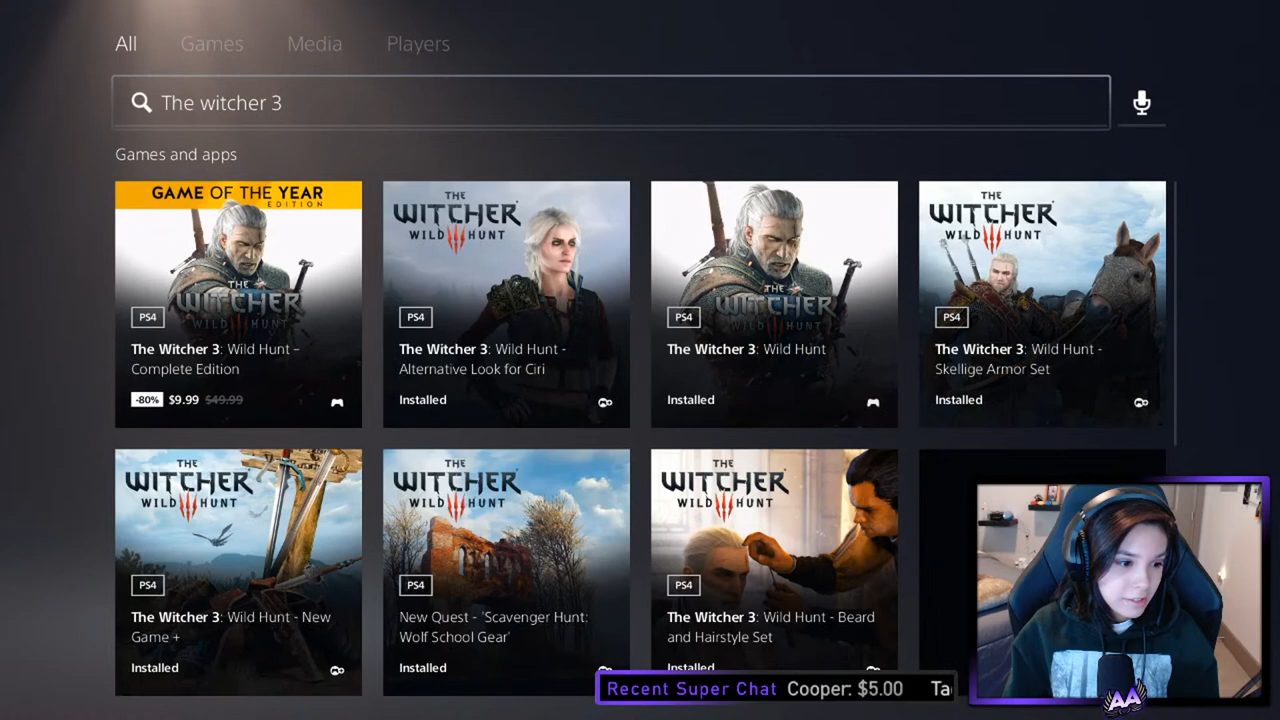 All Games Media Players
The witcher 3
Games and apps
GAME OF THE YEAR
EDITION
THE
WITCHER
WILD HUNT
PS4
The Witcher 3: Wild Hunt –
Complete Edition
-80% $9.99 $49.99
THE
WITCHER
WILD HUNT
PS4
The Witcher 3: Wild Hunt -
Alternative Look for Ciri
Installed
THE
WITCHER
WILD HUNT
PS4
The Witcher 3: Wild Hunt
Installed
THE
WITCHER
WILD HUNT
PS4
The Witcher 3: Wild Hunt -
Skellige Armor Set
Installed
THE
WITCHER
WILD HUNT
PS4
The Witcher 3: Wild Hunt - New
Game +
Installed
THE
WITCHER
WILD HUNT
PS4
New Quest - 'Scavenger Hunt:
Wolf School Gear'
Installed
THE
WITCHER
WILD HUNT
PS4
The Witcher 3: Wild Hunt - Beard
and Hairstyle Set
Installed
Recent Super Chat Cooper: $5.00 Ta
AA